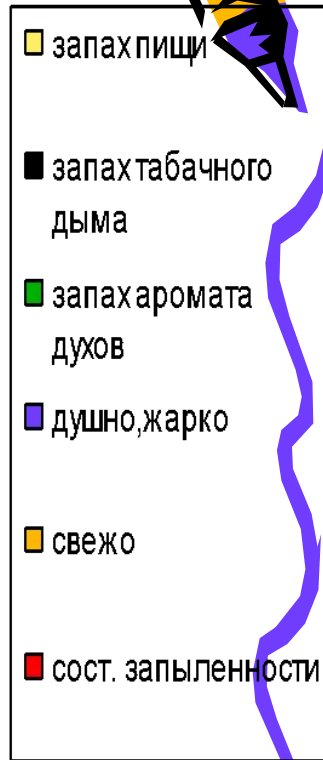 запах пищи
запах табачного
дыма
запах аромата
духов
душно,жарко
свежо
сост. запыленности